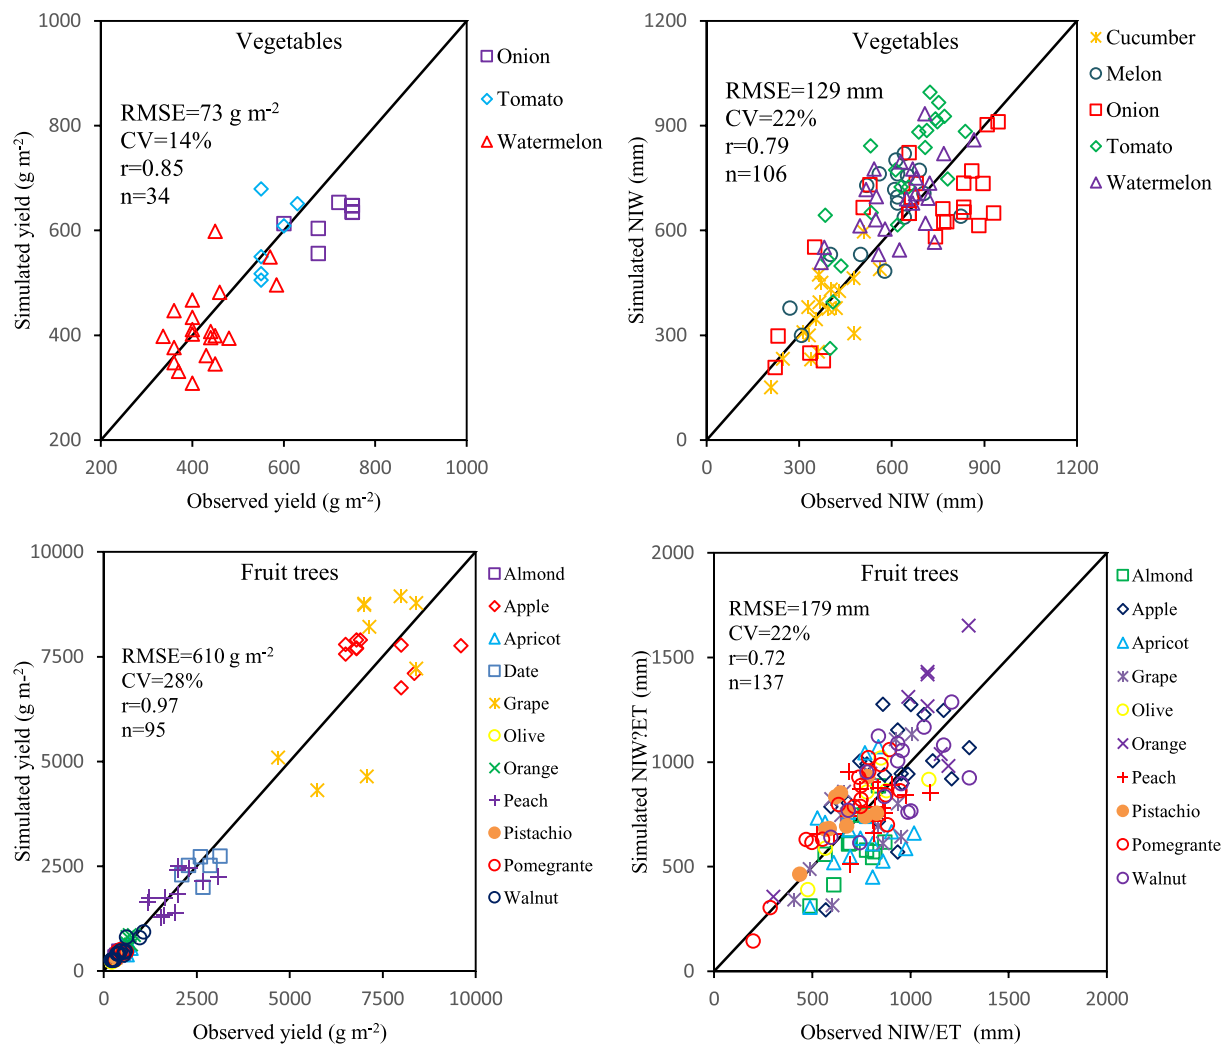 Vegetables
RMSE=73 g m-2
CV=14%
r=0.85
n=34
1000
800
600
400
200
200
400
600
800
1000
Simulated yield (g m-2)
Observed yield (g m-2)
Onion
Tomato
Watermelon
Vegetables
RMSE=129 mm
CV=22%
r=0.79
n=106
1200
900
600
300
0
0
300
600
900
1200
Simulated NIW (mm)
Observed NIW (mm)
Cucumber
Melon
Onion
Tomato
Watermelon
Fruit trees
RMSE=610 g m-2
CV=28%
r=0.97
n=95
10000
7500
5000
2500
0
0
2500
5000
7500
10000
Simulated yield (g m-2)
Observed yield (g m-2)
Almond
Apple
Apricot
Date
Grape
Olive
Orange
Peach
Pistachio
Pomegrante
Walnut
Fruit trees
RMSE=179 mm
CV=22%
r=0.72
n=137
2000
1500
1000
500
0
0
500
1000
1500
2000
Simulated NIW?ET (mm)
Observed NIW/ET (mm)
Almond
Apple
Apricot
Grape
Olive
Orange
Peach
Pistachio
Pomegrante
Walnut